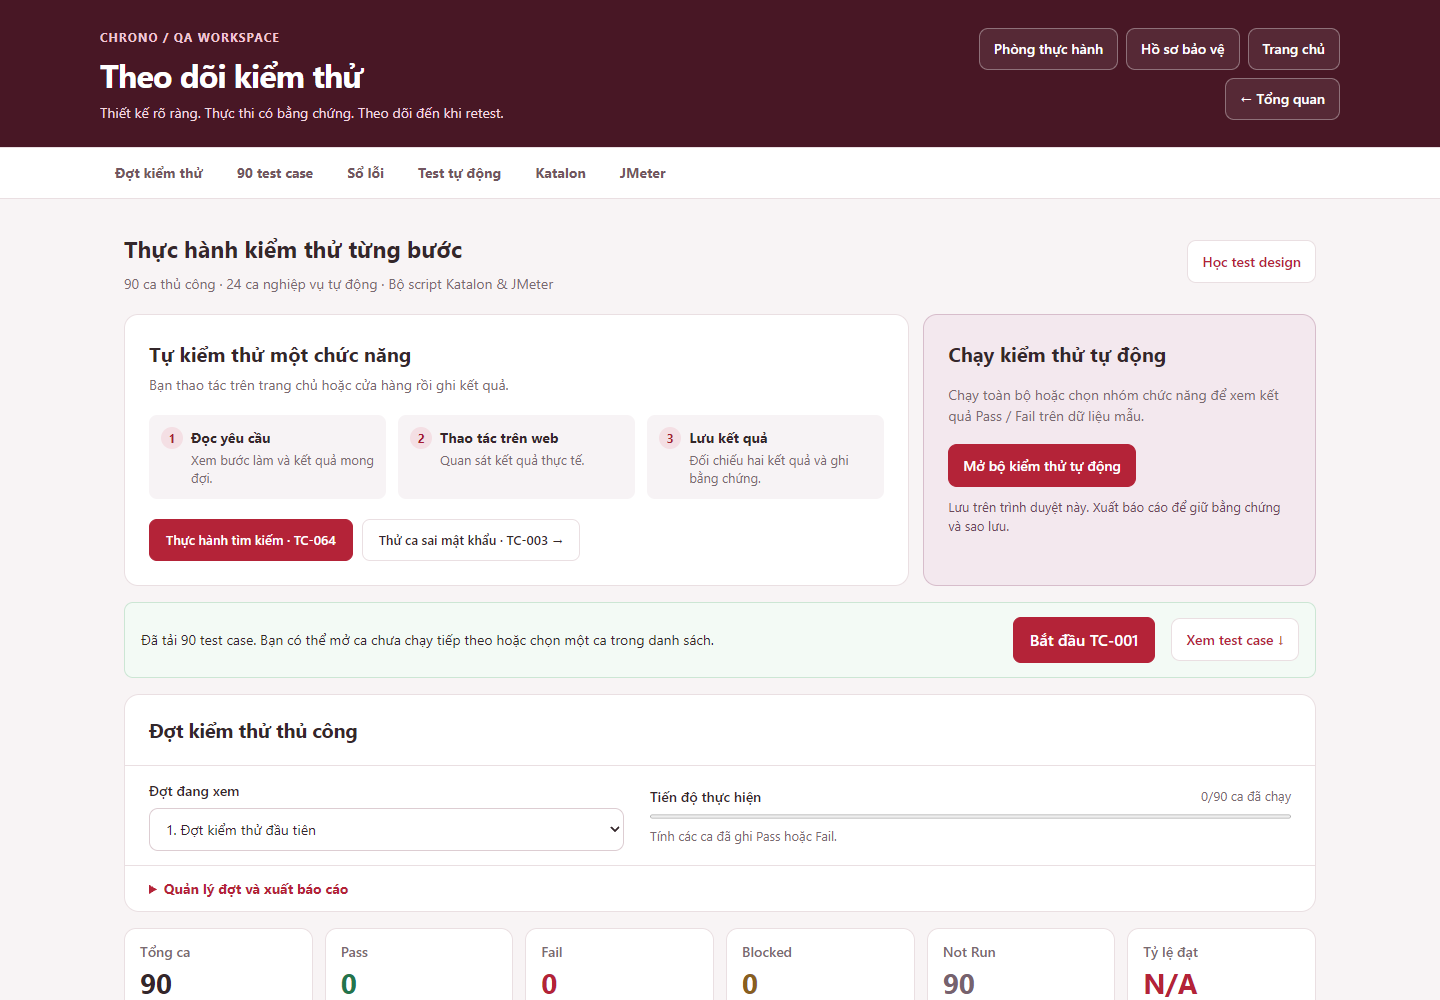 CHRONO / QA WORKSPACE
Theo dõi kiểm thử
Thiết kế rõ ràng. Thực thi có bằng chứng. Theo dõi đến khi retest.
Phòng thực hành
Hồ sơ bảo vệ
Trang chủ
← Tổng quan
Đợt kiểm thử
90 test case
Sổ lỗi
Test tự động
Katalon
JMeter
Thực hành kiểm thử từng bước
90 ca thủ công · 24 ca nghiệp vụ tự động · Bộ script Katalon & JMeter
Học test design
Tự kiểm thử một chức năng
Bạn thao tác trên trang chủ hoặc cửa hàng rồi ghi kết quả.
1 Đọc yêu cầu
Xem bước làm và kết quả mong
đợi.
2 Thao tác trên web
Quan sát kết quả thực tế.
3 Lưu kết quả
Đối chiếu hai kết quả và ghi
bằng chứng.
Thực hành tìm kiếm · TC-064
Thử ca sai mật khẩu · TC-003 →
Chạy kiểm thử tự động
Chạy toàn bộ hoặc chọn nhóm chức năng để xem kết
quả Pass / Fail trên dữ liệu mẫu.
Mở bộ kiểm thử tự động
Lưu trên trình duyệt này. Xuất báo cáo để giữ bằng chứng
và sao lưu.
Đã tải 90 test case. Bạn có thể mở ca chưa chạy tiếp theo hoặc chọn một ca trong danh sách.
Bắt đầu TC-001
Xem test case ↓
Đợt kiểm thử thủ công
Đợt đang xem
1. Đợt kiểm thử đầu tiên
Tiến độ thực hiện
0/90 ca đã chạy
Tính các ca đã ghi Pass hoặc Fail.
▶ Quản lý đợt và xuất báo cáo
Tổng ca
90
Pass
0
Fail
0
Blocked
0
Not Run
90
Tỷ lệ đạt
N/A